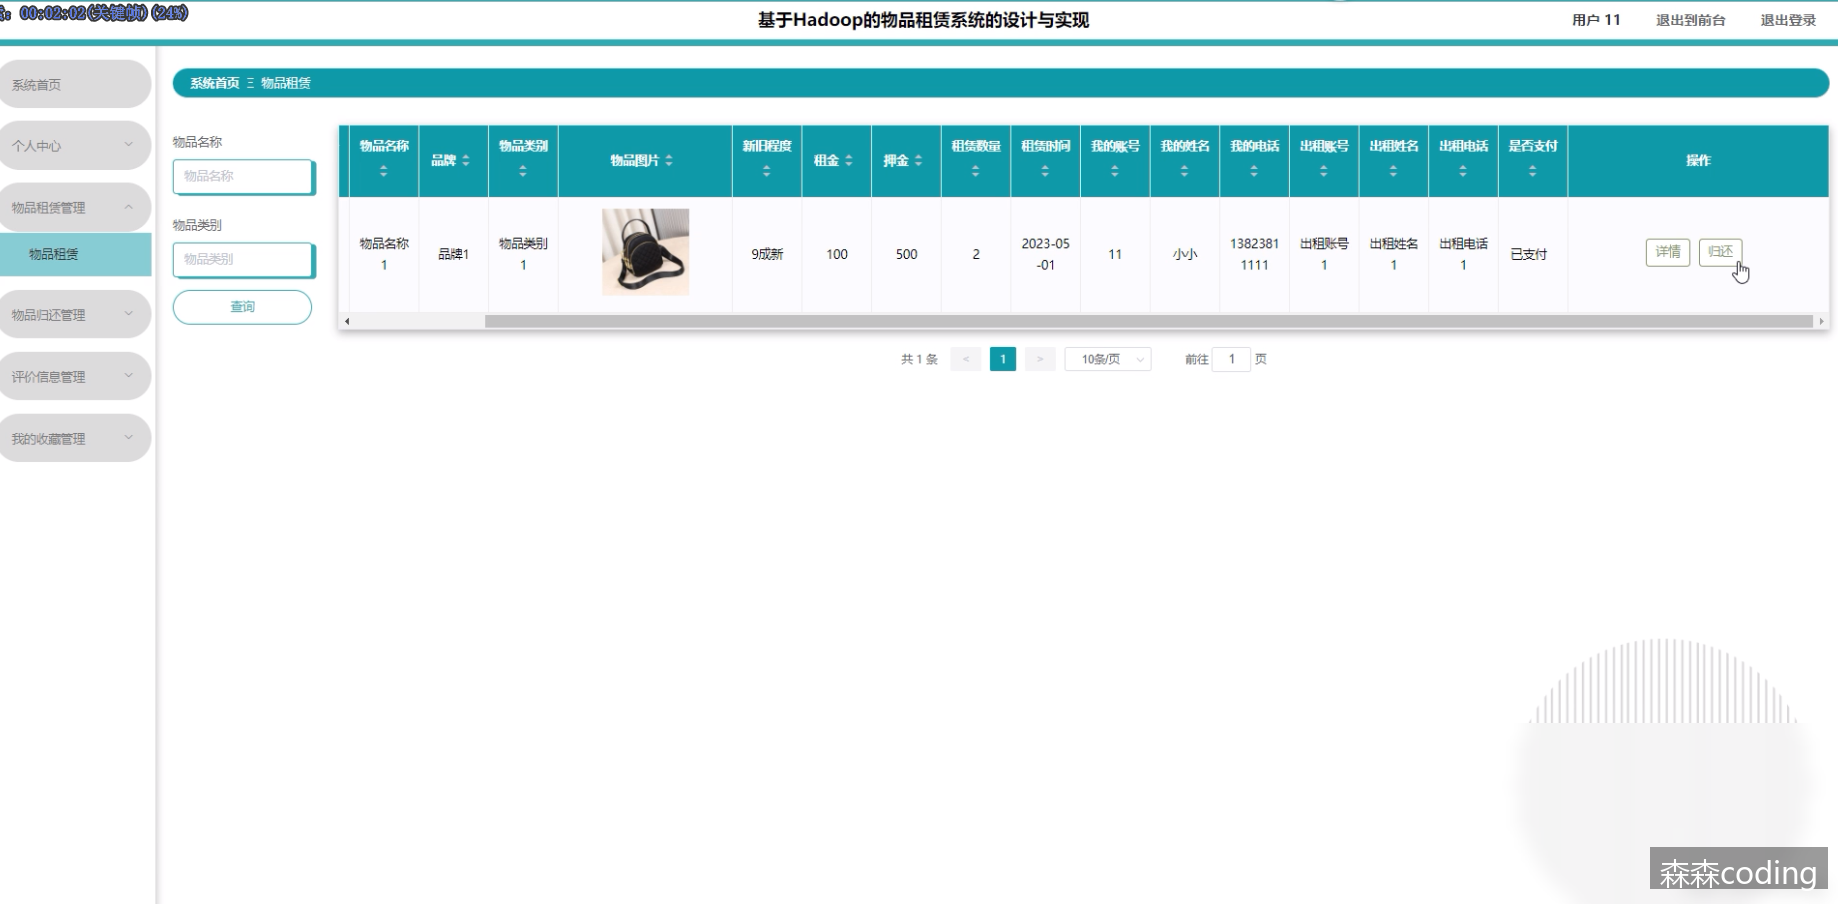 : 00:02:02(关键帧)(24%)
基于Hadoop的物品租赁系统的设计与实现
用户 11
退出到前台
退出登录
系统首页
个人中心
物品租赁管理
物品租赁
物品归还管理
评价信息管理
我的收藏管理
系统首页 Ξ 物品租赁
物品名称
物品名称
物品类别
物品类别
查询
物品名称 品牌 物品类别 物品图片 新旧程度 租金 押金 租赁数量 租赁时间 我的账号 我的姓名 我的电话 出租账号 出租姓名 出租电话 是否支付 操作
物品名称 品牌1 物品类别 9成新 100 500 2 2023-05 11 小小 1382381 出租账号 出租姓名 出租电话 已支付 详情 归还
1 1 -01 1111 1 1 1
共 1 条 < 1 > 10条/页 前往 1 页
森森coding